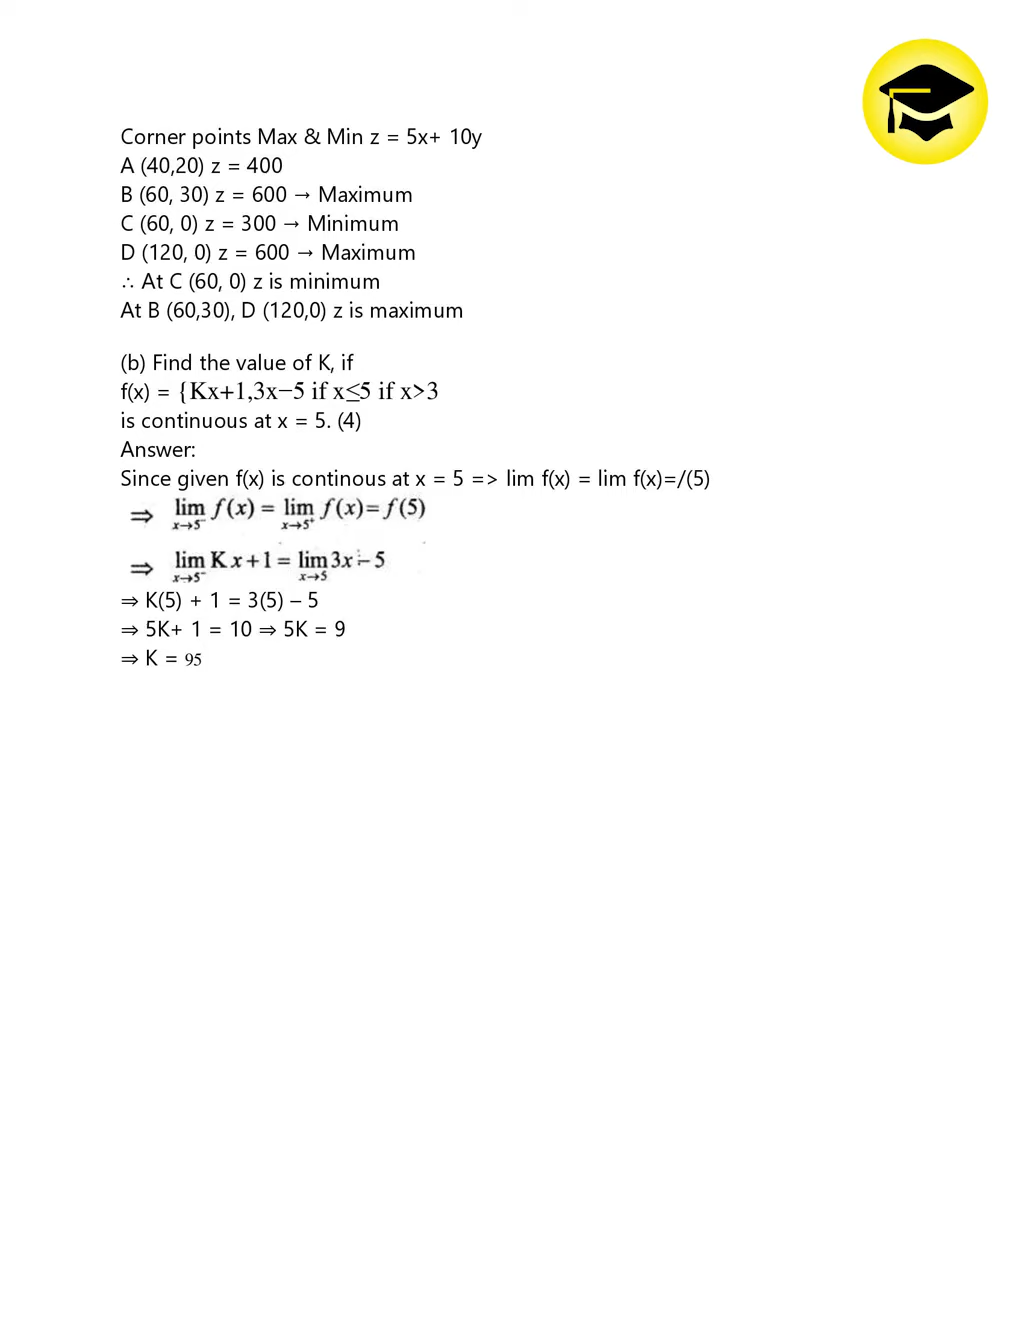 Corner points Max & Min z = 5x+ 10y
A (40,20) z = 400
B (60, 30) z = 600 → Maximum
C (60, 0) z = 300 → Minimum
D (120, 0) z = 600 → Maximum
∴ At C (60, 0) z is minimum
At B (60,30), D (120,0) z is maximum
(b) Find the value of K, if
f(x) = {Kx+1,3x−5 if x≤5 if x>3
is continuous at x = 5. (4)
Answer:
Since given f(x) is continous at x = 5 => lim f(x) = lim f(x)=/(5)
⇒ lim x→5⁻ f(x) = lim x→5⁺ f(x)= f(5)
⇒ lim x→5⁻ K x+1 = lim x→5 3x − 5
⇒ K(5) + 1 = 3(5) – 5
⇒ 5K+ 1 = 10 ⇒ 5K = 9
⇒ K = 95